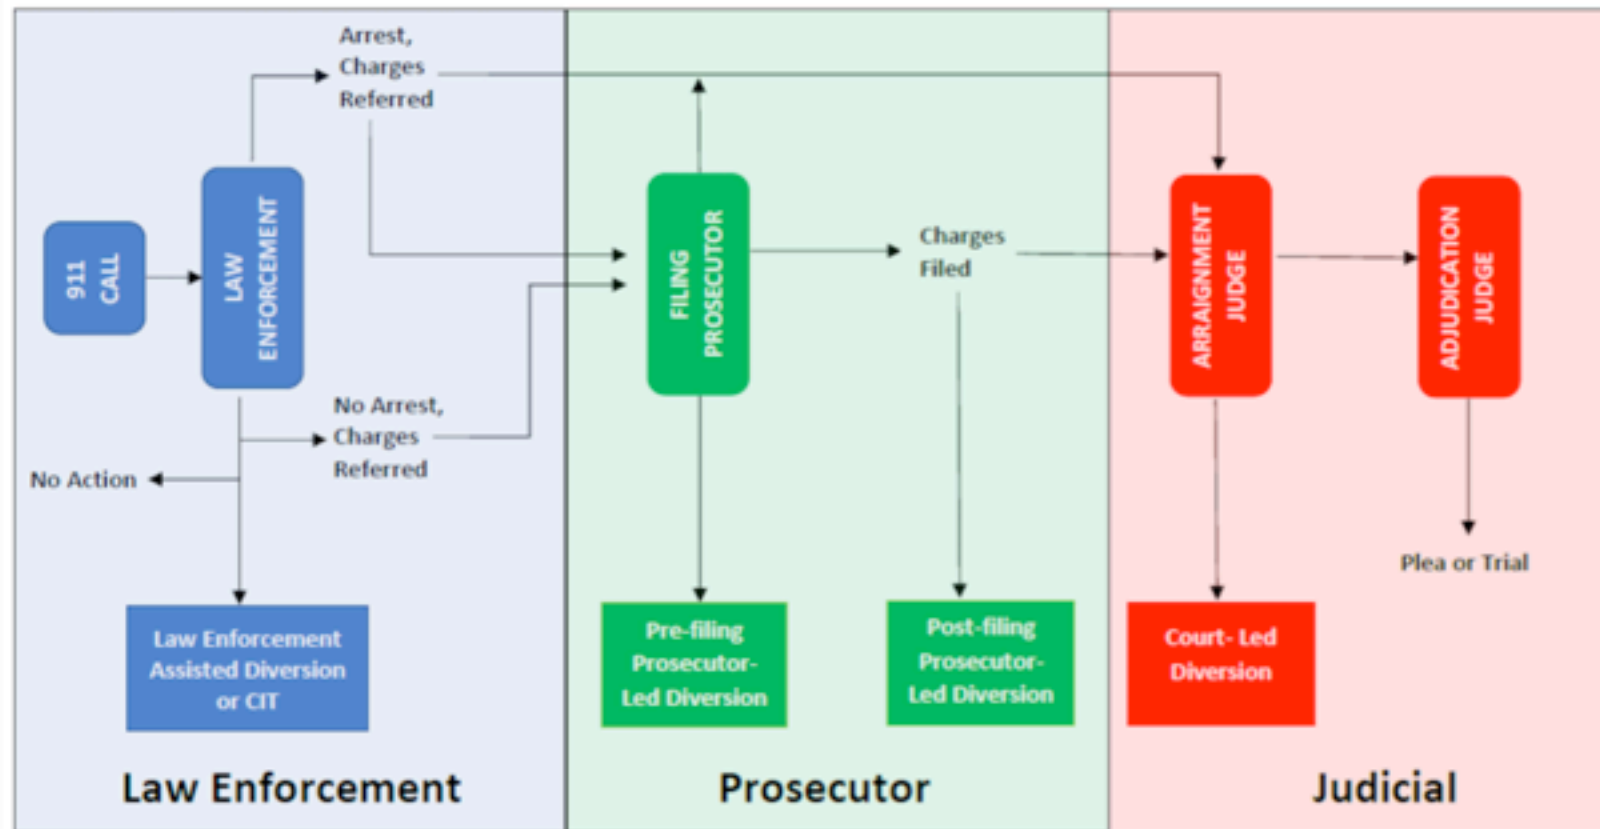 Arrest,
Charges
Referred
911
CALL
LAW
ENFORCEMENT
No Arrest,
Charges
Referred
No Action
Law Enforcement
Assisted Diversion
or CIT
Law Enforcement
FILING
PROSECUTOR
Charges
Filed
Pre-filing
Prosecutor-
Led Diversion
Post-filing
Prosecutor-
Led Diversion
Prosecutor
ARRAIGNMENT
JUDGE
ADJUDICATION
JUDGE
Plea or Trial
Court- Led
Diversion
Judicial